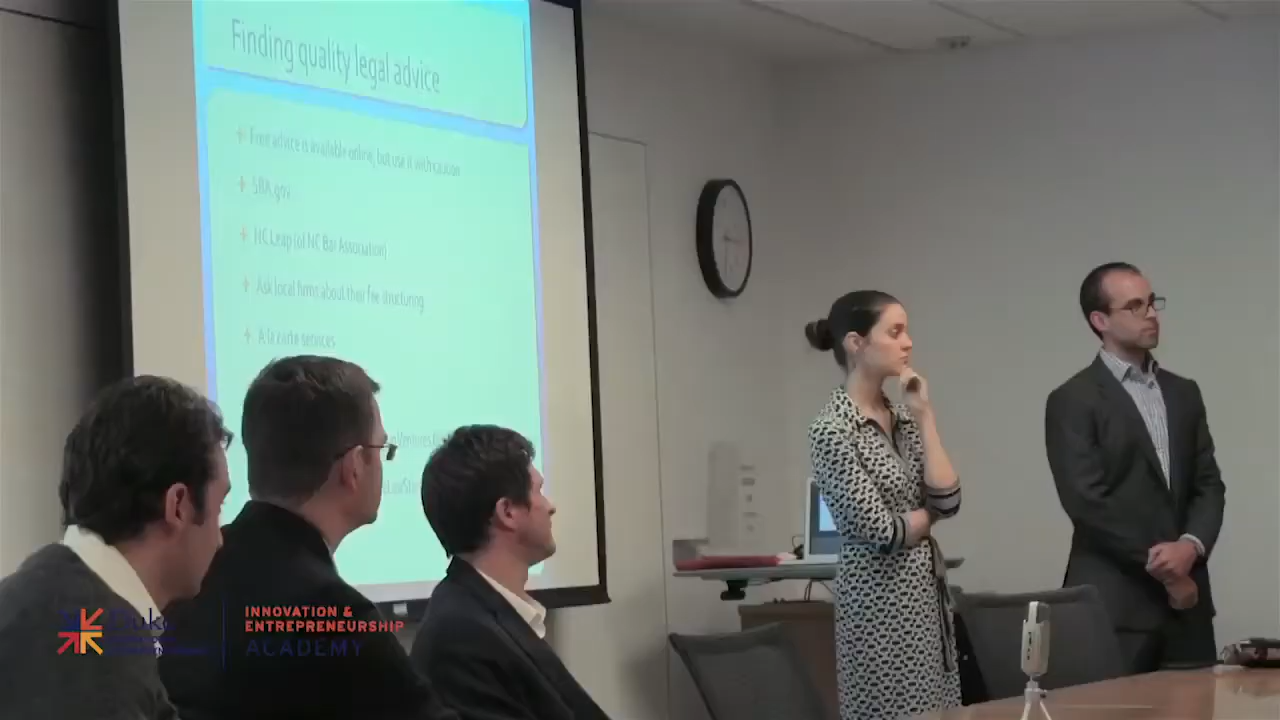 Finding quality legal advice
+ Free advice is available online, but use it with caution
+ SBA.gov
+ NC Leap (of NC Bar Association)
+ Ask local firms about their fee structuring
+ A la carte services
Duke
INNOVATION &
ENTREPRENEURSHIP
ACADEMY